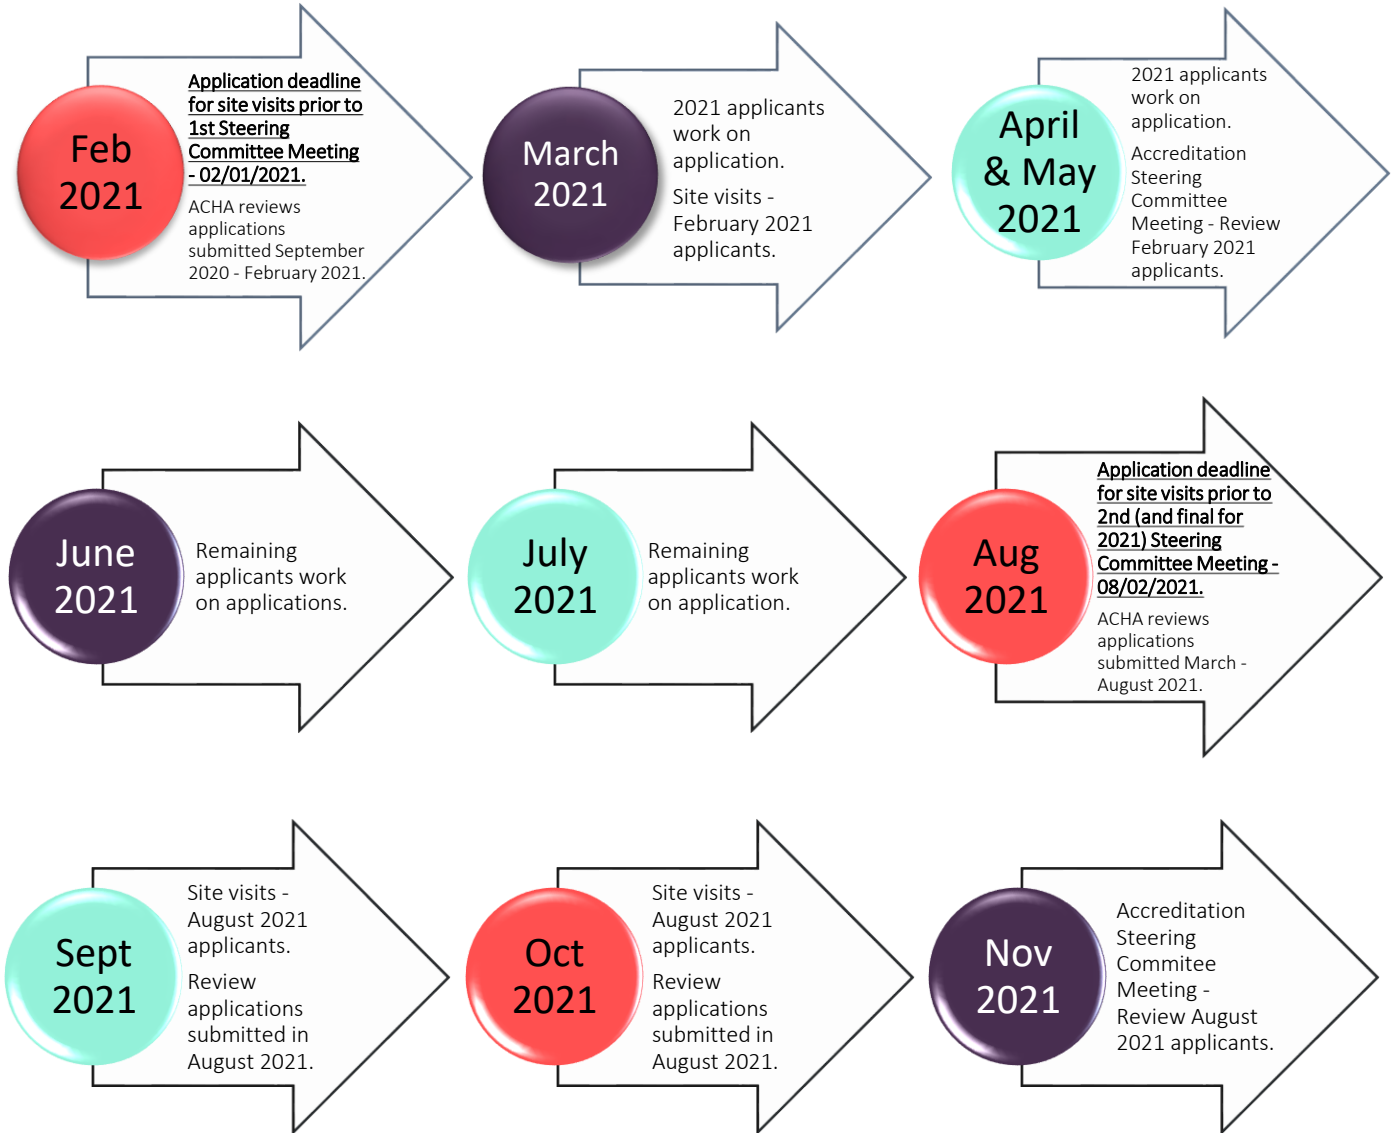 Feb
2021
Application deadline
for site visits prior to
1st Steering
Committee Meeting
- 02/01/2021.
ACHA reviews
applications
submitted September
2020 - February 2021.
March
2021
2021 applicants
work on
application.
Site visits -
February 2021
applicants.
April
& May
2021
2021 applicants
work on
application.
Accreditation
Steering
Committee
Meeting - Review
February 2021
applicants.
June
2021
Remaining
applicants work
on applications.
July
2021
Remaining
applicants work
on application.
Aug
2021
Application deadline
for site visits prior to
2nd (and final for
2021) Steering
Committee Meeting -
08/02/2021.
ACHA reviews
applications
submitted March -
August 2021.
Sept
2021
Site visits -
August 2021
applicants.
Review
applications
submitted in
August 2021.
Oct
2021
Site visits -
August 2021
applicants.
Review
applications
submitted in
August 2021.
Nov
2021
Accreditation
Steering
Commitee
Meeting -
Review August
2021 applicants.